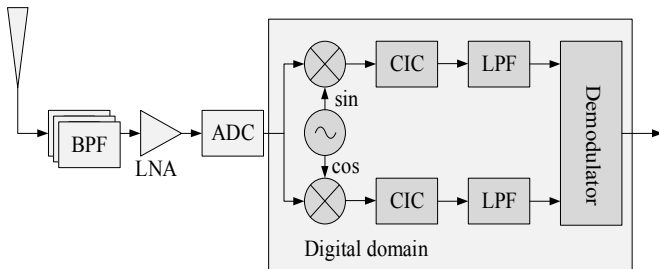 BPF
LNA
ADC
sin
cos
CIC
LPF
CIC
LPF
Demodulator
Digital domain